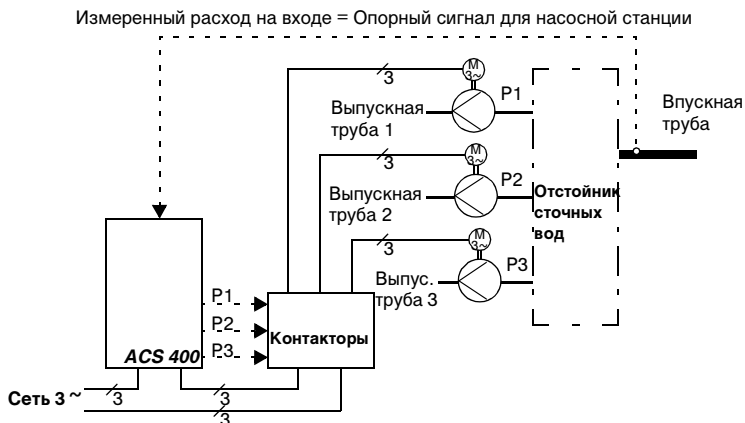 Измеренный расход на входе = Опорный сигнал для насосной станции
3
M
3~
P1
Выпускная
труба 1
Впускная
труба
3
M
3~
P2
Выпускная
труба 2
Отстойник
сточных
вод
3
M
3~
P3
Выпус.
труба 3
P1
P2
P3
ACS 400
Контакторы
Сеть 3 ~
3
3
3